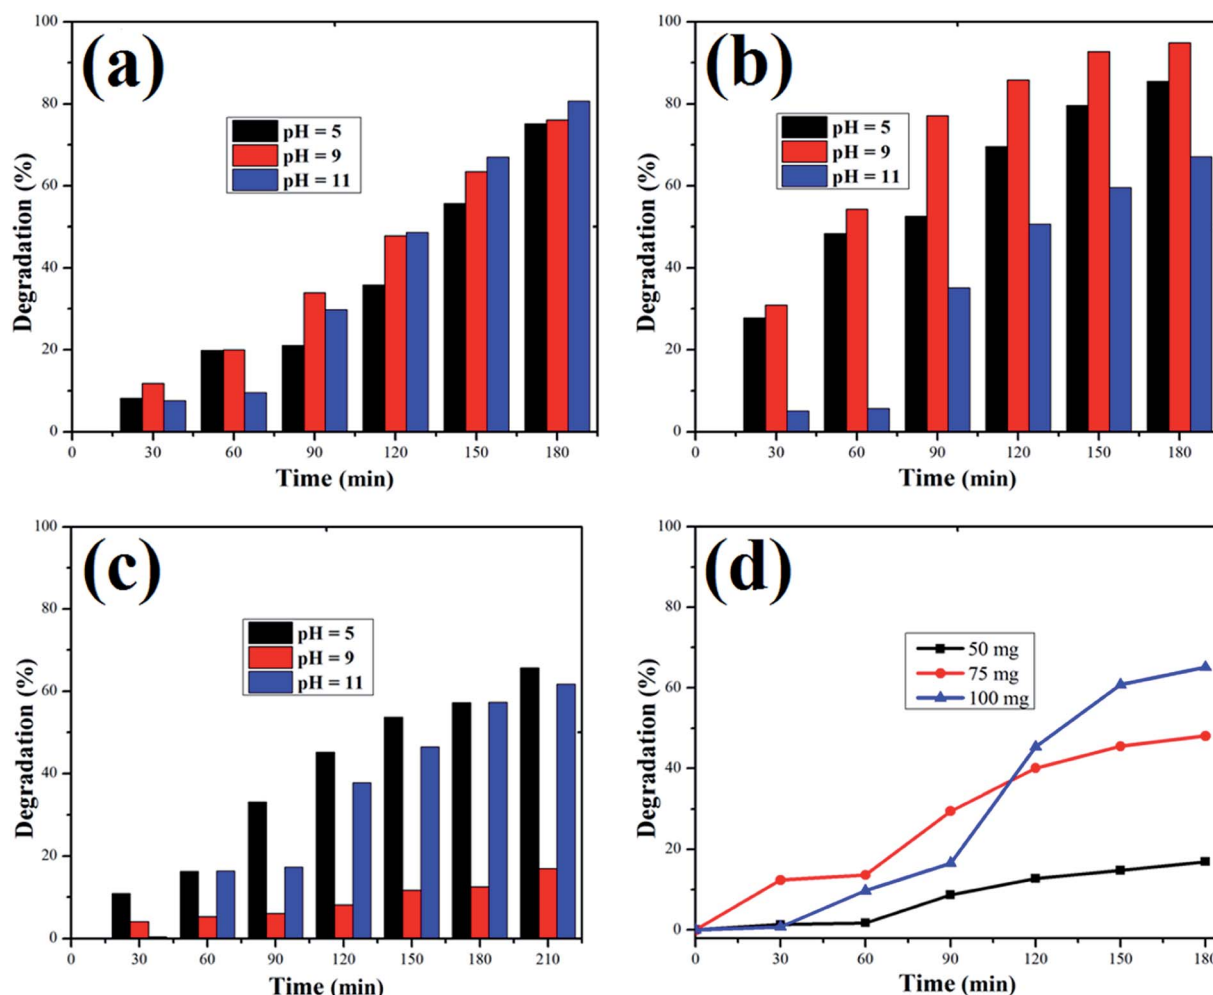 (a)
100
80
60
40
20
0
Degradation (%)
pH = 5
pH = 9
pH = 11
0 30 60 90 120 150 180
Time (min)
(b)
100
80
60
40
20
0
Degradation (%)
pH = 5
pH = 9
pH = 11
0 30 60 90 120 150 180
Time (min)
(c)
100
80
60
40
20
0
Degradation (%)
pH = 5
pH = 9
pH = 11
0 30 60 90 120 150 180 210
Time (min)
(d)
100
80
60
40
20
0
Degradation (%)
50 mg
75 mg
100 mg
0 30 60 90 120 150 180
Time (min)